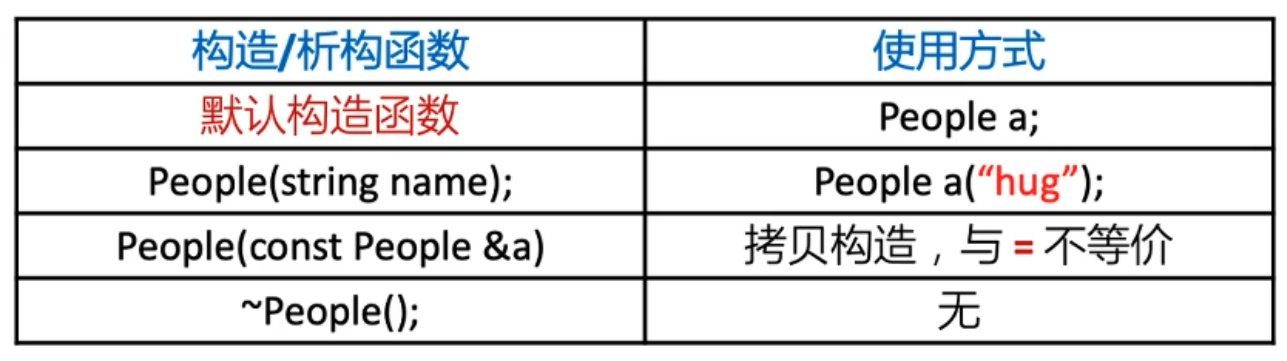 构造/析构函数 使用方式
默认构造函数 People a;
People(string name); People a(“hug”);
People(const People &a) 拷贝构造，与 = 不等价
~People(); 无